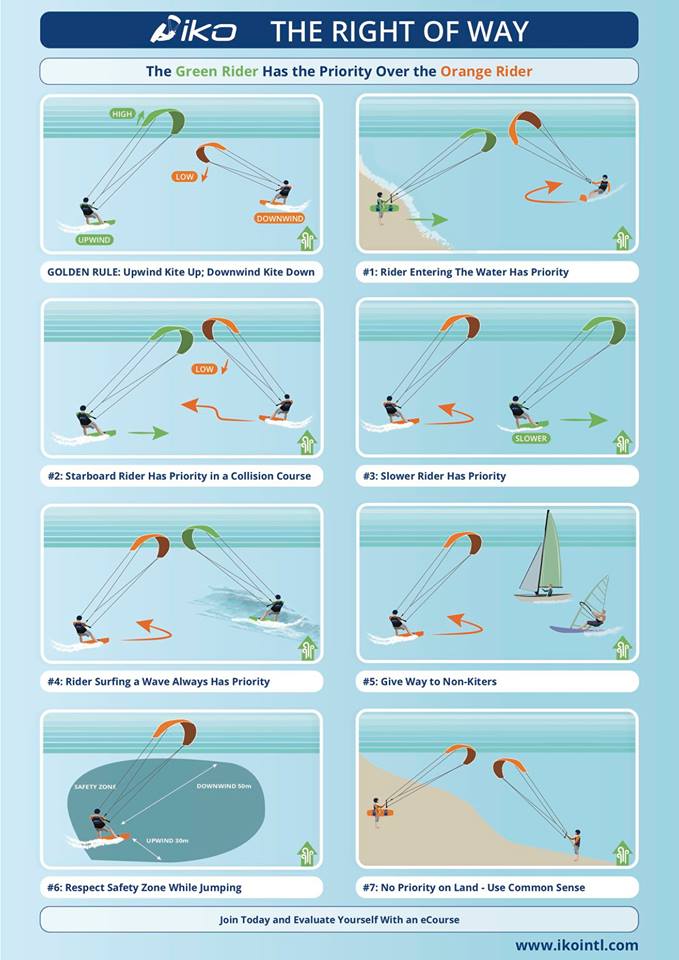 iKO THE RIGHT OF WAY
The Green Rider Has the Priority Over the Orange Rider
HIGH
LOW
DOWNWIND
UPWIND
GOLDEN RULE: Upwind Kite Up; Downwind Kite Down
#1: Rider Entering The Water Has Priority
LOW
#2: Starboard Rider Has Priority in a Collision Course
SLOWER
#3: Slower Rider Has Priority
#4: Rider Surfing a Wave Always Has Priority
#5: Give Way to Non-Kiters
SAFETY ZONE
DOWNWIND 50m
UPWIND 30m
#6: Respect Safety Zone While Jumping
#7: No Priority on Land - Use Common Sense
Join Today and Evaluate Yourself With an eCourse
www.ikointl.com